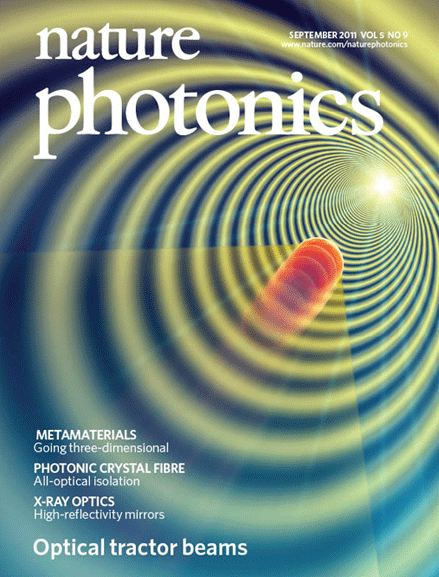 nature
SEPTEMBER 2011 VOL 5 NO 9
www.nature.com/naturephotonics
photonics
METAMATERIALS
Going three-dimensional
PHOTONIC CRYSTAL FIBRE
All-optical isolation
X-RAY OPTICS
High-reflectivity mirrors
Optical tractor beams